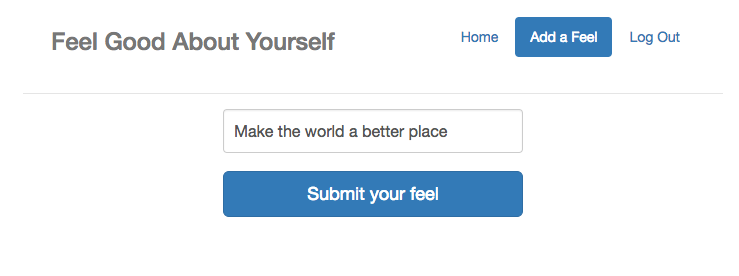 Feel Good About Yourself
Home
Add a Feel
Log Out
Make the world a better place
Submit your feel